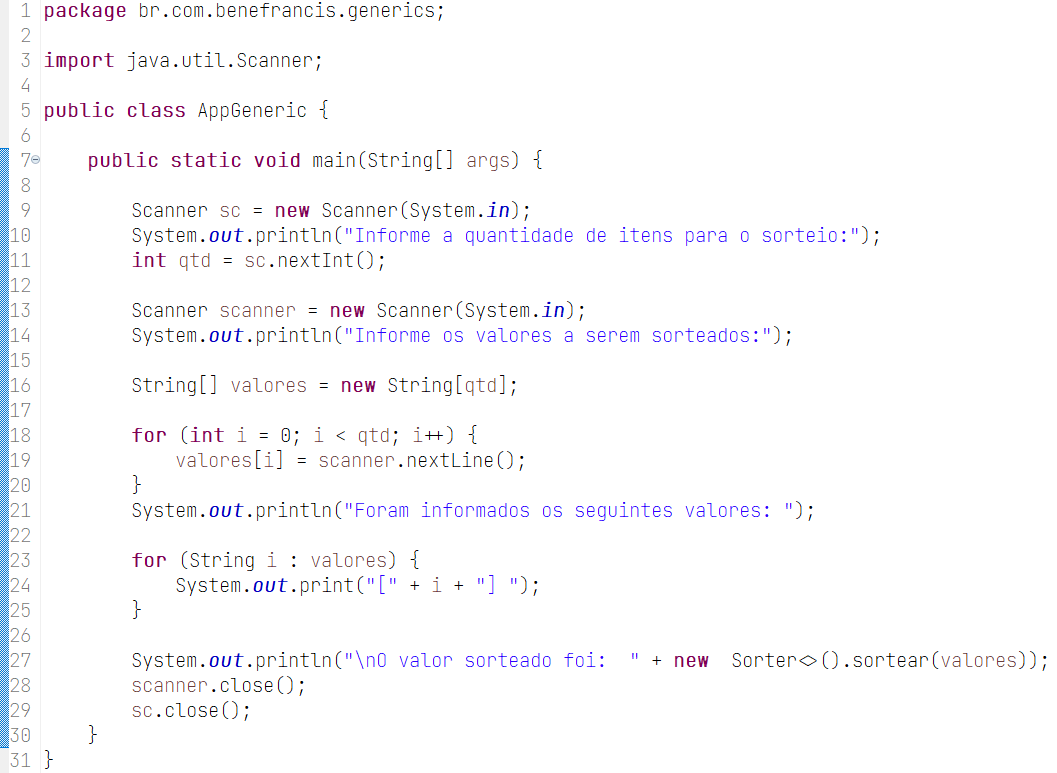 1 package br.com.benefrancis.generics;
2
3 import java.util.Scanner;
4
5 public class AppGeneric {
6
7 public static void main(String[] args) {
8
9 Scanner sc = new Scanner(System.in);
10 System.out.println("Informe a quantidade de itens para o sorteio:");
11 int qtd = sc.nextInt();
12
13 Scanner scanner = new Scanner(System.in);
14 System.out.println("Informe os valores a serem sorteados:");
15
16 String[] valores = new String[qtd];
17
18 for (int i = 0; i < qtd; i++) {
19 valores[i] = scanner.nextLine();
20 }
21 System.out.println("Foram informados os seguintes valores: ");
22
23 for (String i : valores) {
24 System.out.print("[" + i + "] ");
25 }
26
27 System.out.println("\nO valor sorteado foi:  " + new  Sorter<>().sortear(valores));
28 scanner.close();
29 sc.close();
30 }
31 }